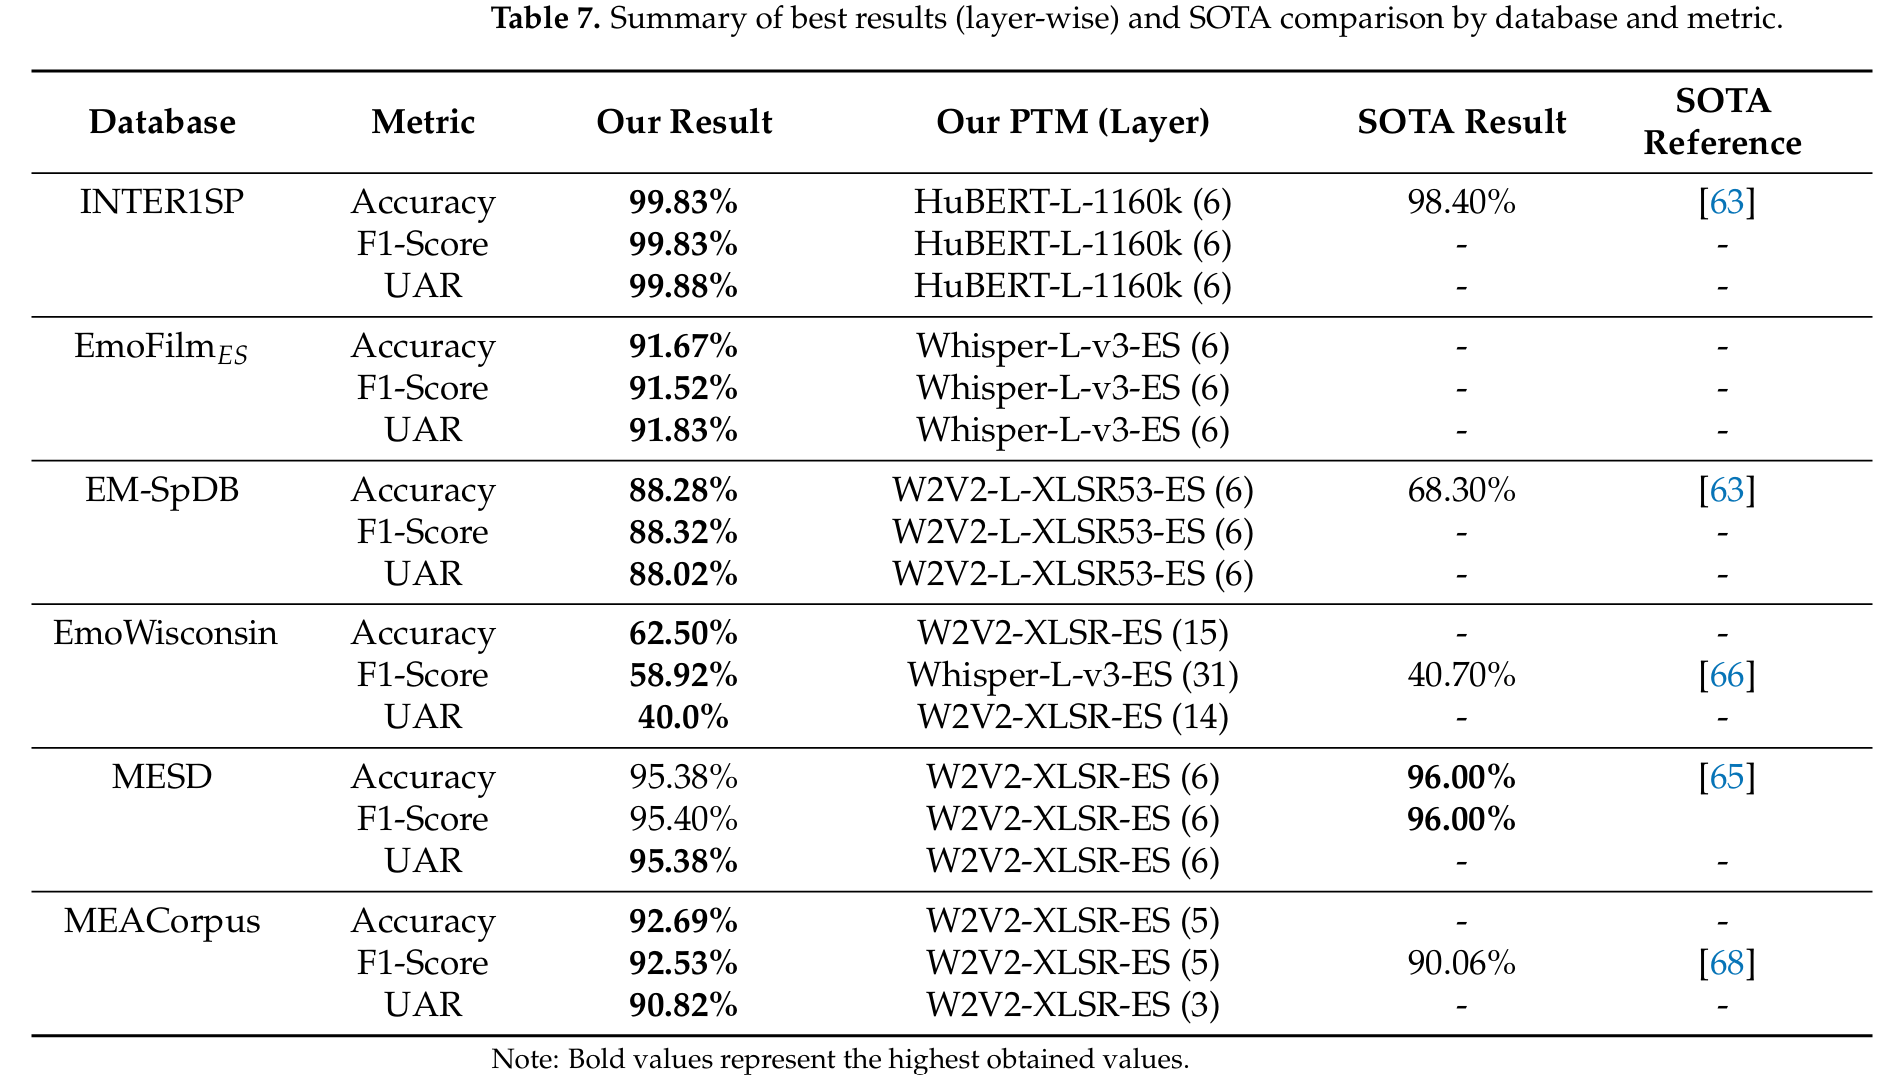 Table 7. Summary of best results (layer-wise) and SOTA comparison by database and metric.
Database Metric Our Result Our PTM (Layer) SOTA Result SOTA Reference
INTER1SP Accuracy 99.83% HuBERT-L-1160k (6) 98.40% [63]
F1-Score 99.83% HuBERT-L-1160k (6) - -
UAR 99.88% HuBERT-L-1160k (6) - -
EmoFilmES Accuracy 91.67% Whisper-L-v3-ES (6) - -
F1-Score 91.52% Whisper-L-v3-ES (6) - -
UAR 91.83% Whisper-L-v3-ES (6) - -
EM-SpDB Accuracy 88.28% W2V2-L-XLSR53-ES (6) 68.30% [63]
F1-Score 88.32% W2V2-L-XLSR53-ES (6) - -
UAR 88.02% W2V2-L-XLSR53-ES (6) - -
EmoWisconsin Accuracy 62.50% W2V2-XLSR-ES (15) - -
F1-Score 58.92% Whisper-L-v3-ES (31) 40.70% [66]
UAR 40.0% W2V2-XLSR-ES (14) - -
MESD Accuracy 95.38% W2V2-XLSR-ES (6) 96.00% [65]
F1-Score 95.40% W2V2-XLSR-ES (6) 96.00%
UAR 95.38% W2V2-XLSR-ES (6) - -
MEACorpus Accuracy 92.69% W2V2-XLSR-ES (5) - -
F1-Score 92.53% W2V2-XLSR-ES (5) 90.06% [68]
UAR 90.82% W2V2-XLSR-ES (3) - -
Note: Bold values represent the highest obtained values.